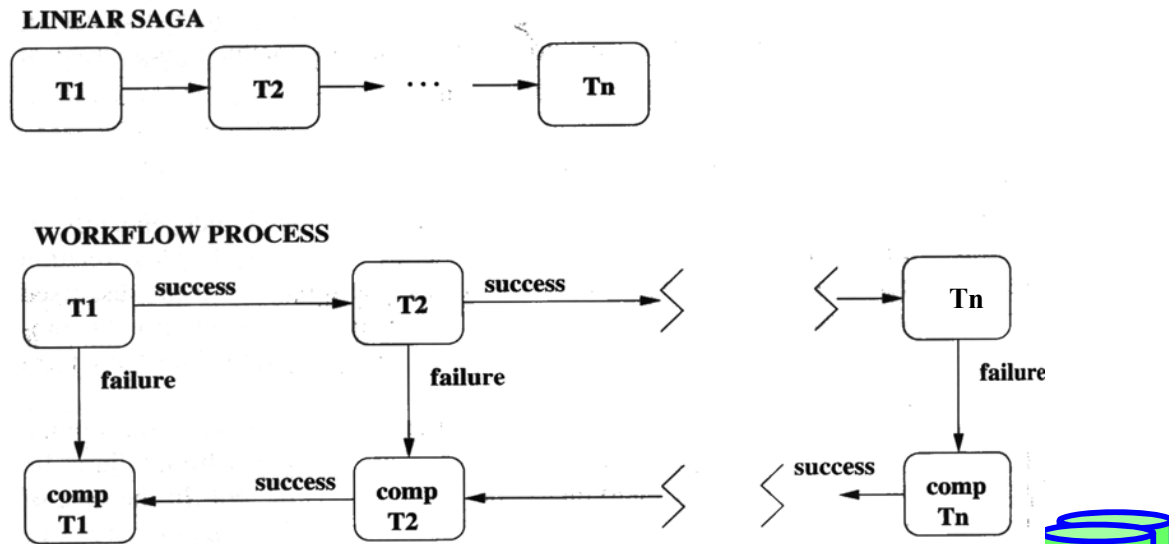 LINEAR SAGA
T1
T2
...
Tn
WORKFLOW PROCESS
T1
success
T2
success
Tn
failure
failure
failure
comp
T1
success
comp
T2
success
comp
Tn